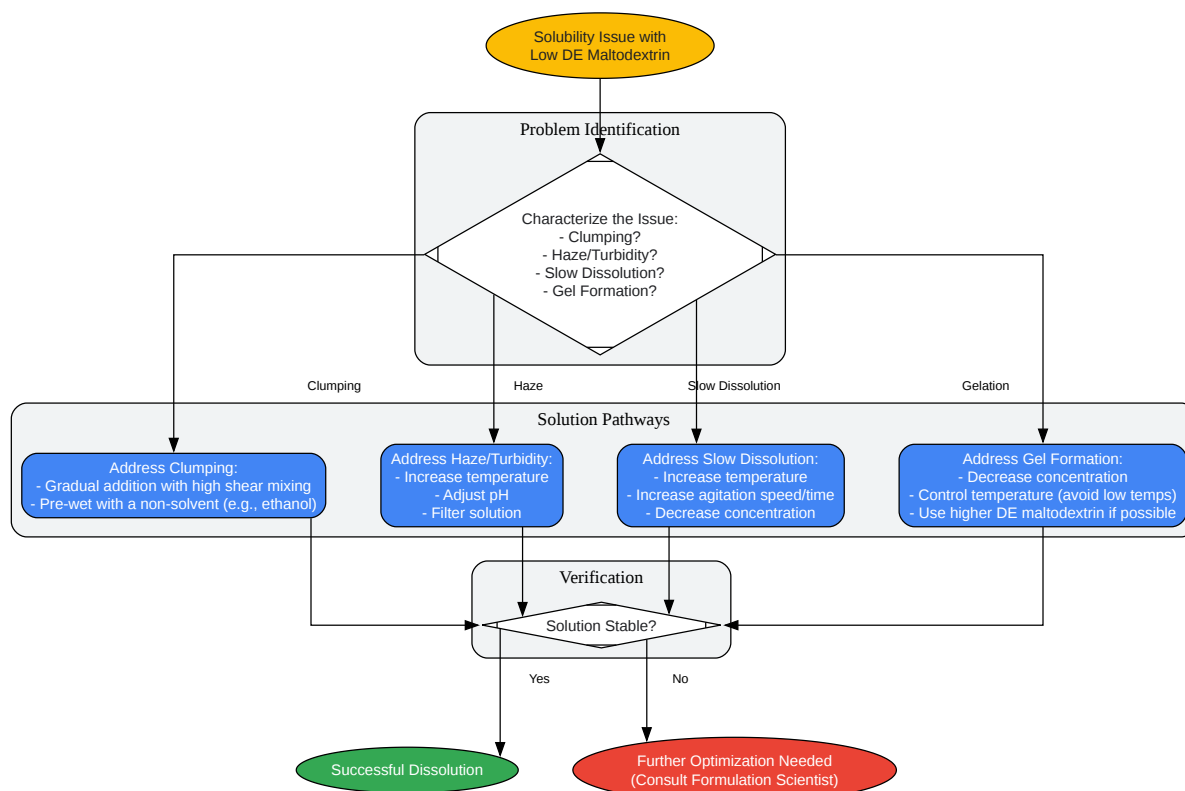 Solubility Issue with
Low DE Maltodextrin
Problem Identification
Characterize the Issue:
- Clumping?
- Haze/Turbidity?
- Slow Dissolution?
- Gel Formation?
Clumping
Haze
Slow Dissolution
Gelation
Solution Pathways
Address Clumping:
- Gradual addition with high shear mixing
- Pre-wet with a non-solvent (e.g., ethanol)
Address Haze/Turbidity:
- Increase temperature
- Adjust pH
- Filter solution
Address Slow Dissolution:
- Increase temperature
- Increase agitation speed/time
- Decrease concentration
Address Gel Formation:
- Decrease concentration
- Control temperature (avoid low temps)
- Use higher DE maltodextrin if possible
Verification
Solution Stable?
Yes
No
Successful Dissolution
Further Optimization Needed
(Consult Formulation Scientist)